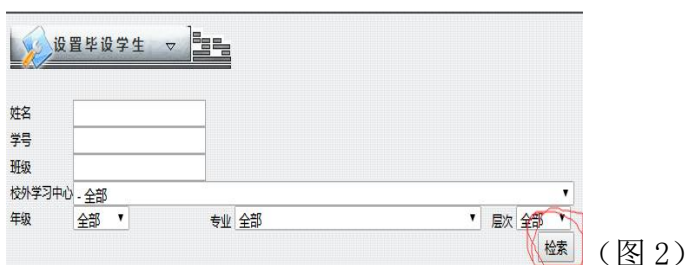 设置毕设学生
姓名
学号
班级
校外学习中心 - 全部
年级 全部 专业 全部 层次 全部
检索
（图 2）